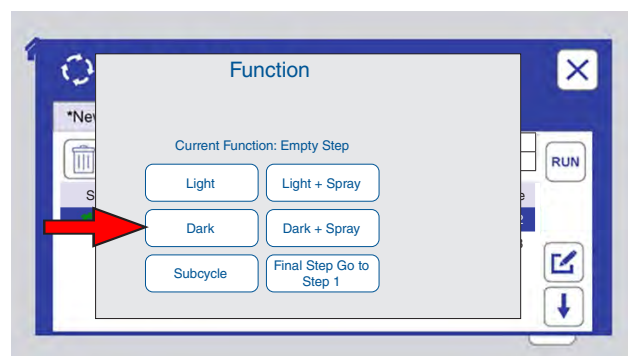 Function
*Nev
Current Function: Empty Step
RUN
Light
Light + Spray
S
e
Dark
Dark + Spray
2
Subcycle
Final Step Go to
Step 1